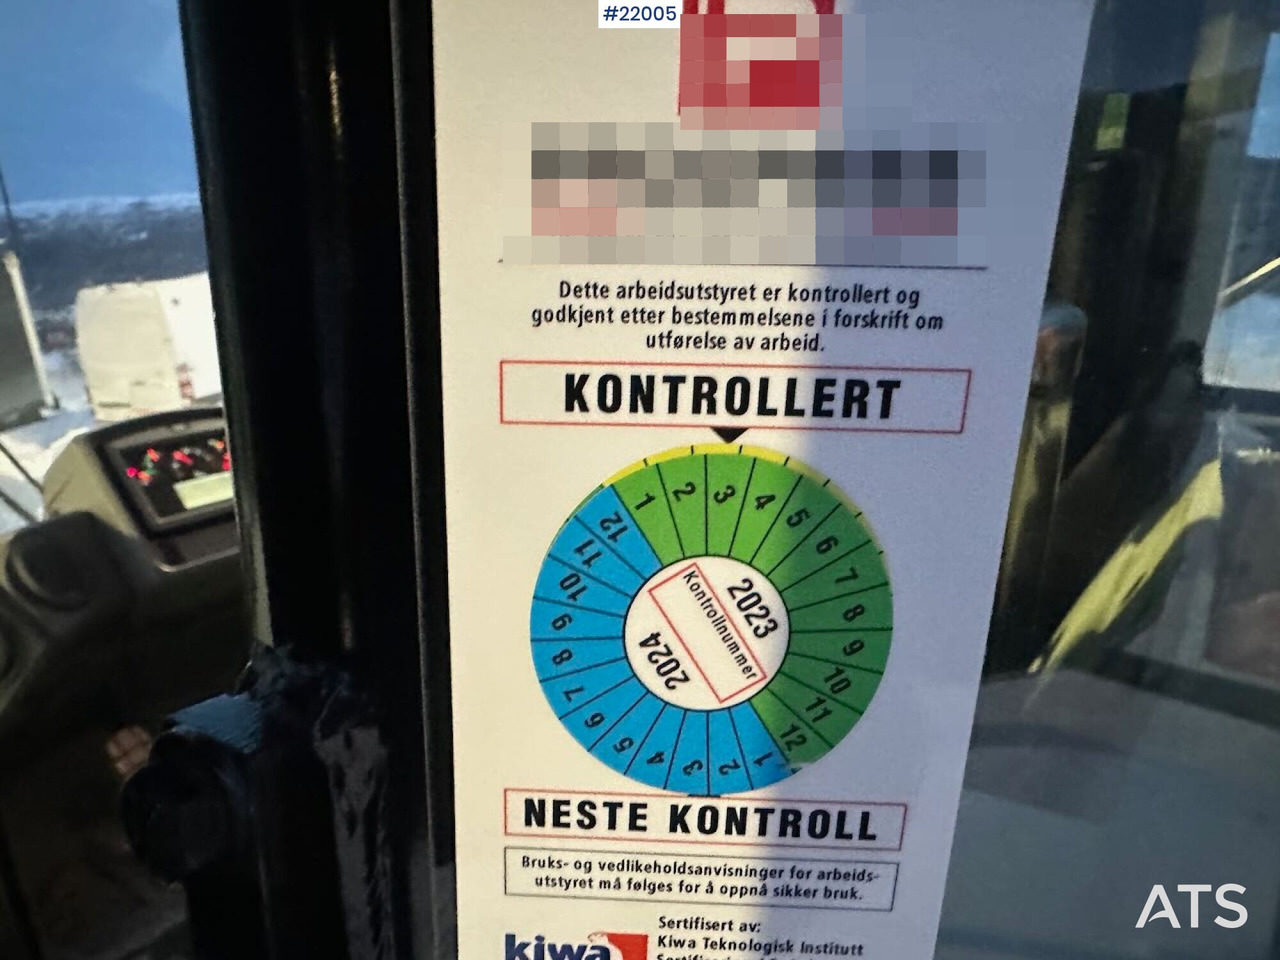 #22005
Dette arbeidsutstyret er kontrollert og
godkjent etter bestemmelsene i forskrift om
utførelse av arbeid.
KONTROLLERT
1 2 3 4 5 6 7 8 9 10 11 12
2023
Kontrollnummer
2024
1 2 3 4 5 6 7 8 9 10 11 12
NESTE KONTROLL
Bruks- og vedlikeholdsanvisninger for arbeids-
utstyret må følges for å oppnå sikker bruk.
Sertifisert av:
kiwa Kiwa Teknologisk Institutt
ATS